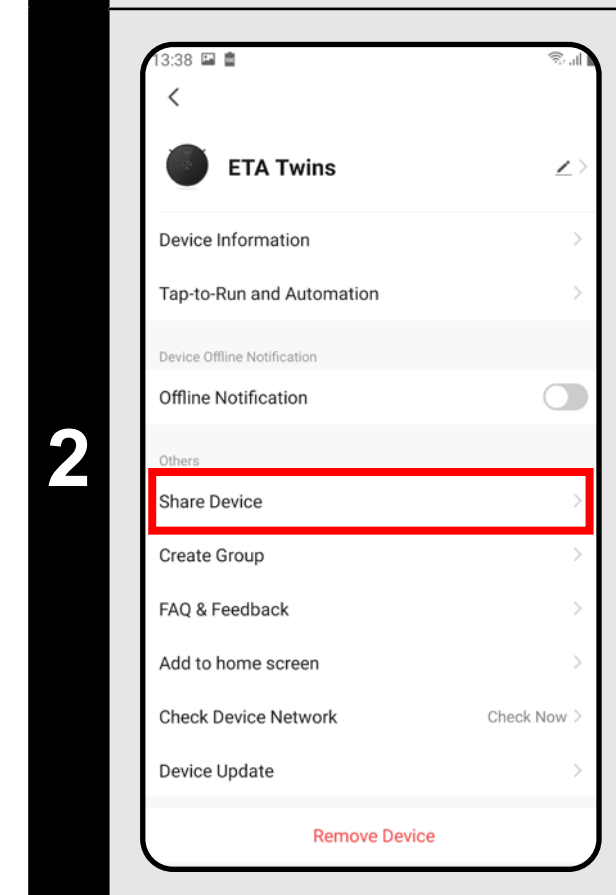 13:38
ETA Twins
Device Information
Tap-to-Run and Automation
Device Offline Notification
Offline Notification
Others
2
Share Device
Create Group
FAQ & Feedback
Add to home screen
Check Device Network Check Now
Device Update
Remove Device